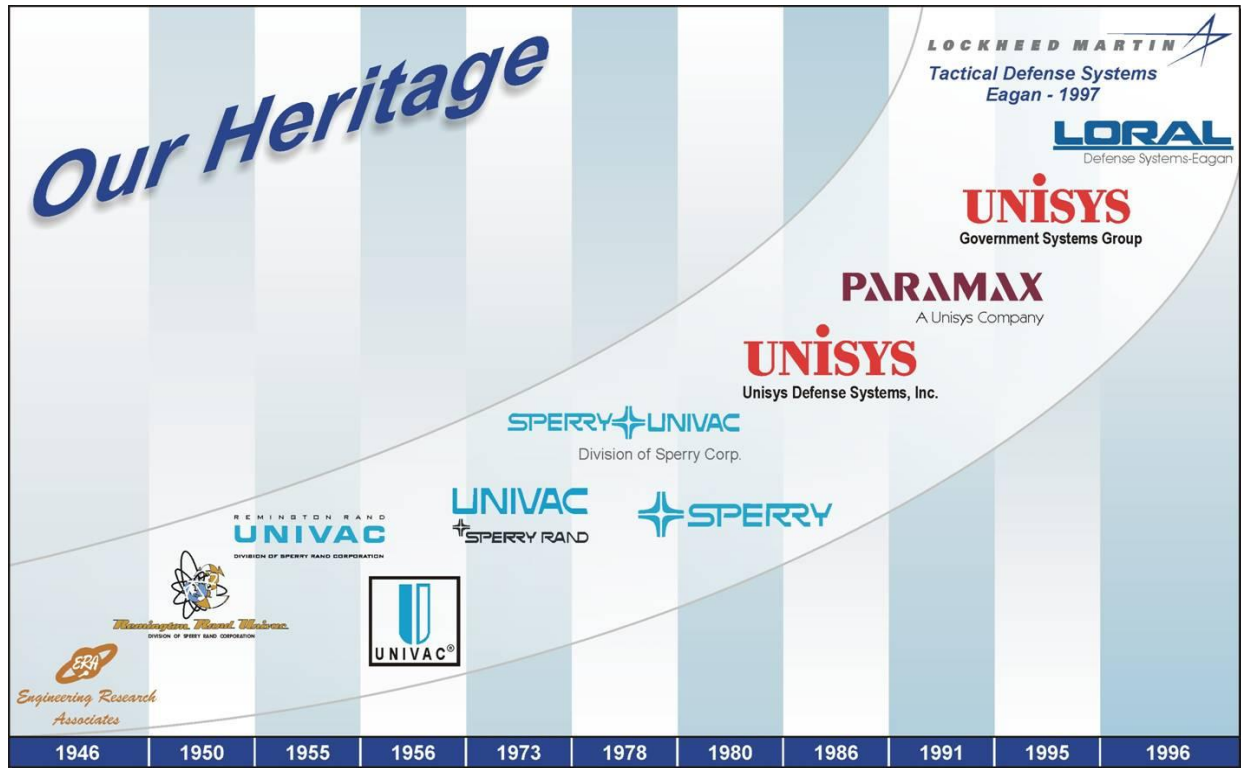 Our Heritage
LOCKHEED MARTIN
Tactical Defense Systems
Eagan - 1997
LORAL
Defense Systems-Eagan
UNiSYS
Government Systems Group
PARAMAX
A Unisys Company
UNiSYS
Unisys Defense Systems, Inc.
SPERRY UNIVAC
Division of Sperry Corp.
UNIVAC
SPERRY RAND
SPERRY
REMINGTON RAND
UNIVAC
DIVISION OF SPERRY RAND CORPORATION
Remington Rand Univac
DIVISION OF SPERRY RAND CORPORATION
UNIVAC®
ERA
Engineering Research
Associates
1946 1950 1955 1956 1973 1978 1980 1986 1991 1995 1996